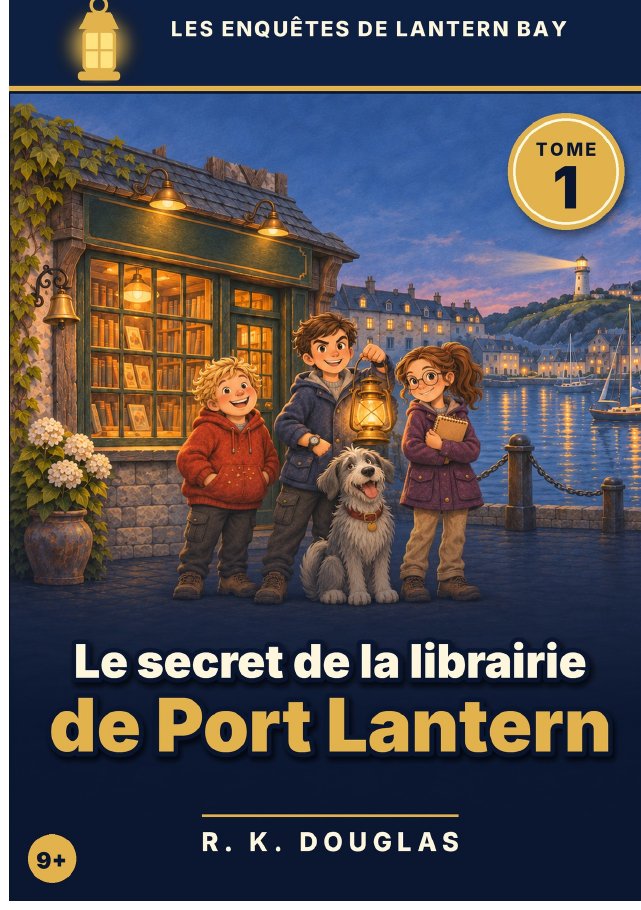 LES ENQUÊTES DE LANTERN BAY
TOME
1
Le secret de la librairie
de Port Lantern
R. K. DOUGLAS
9+